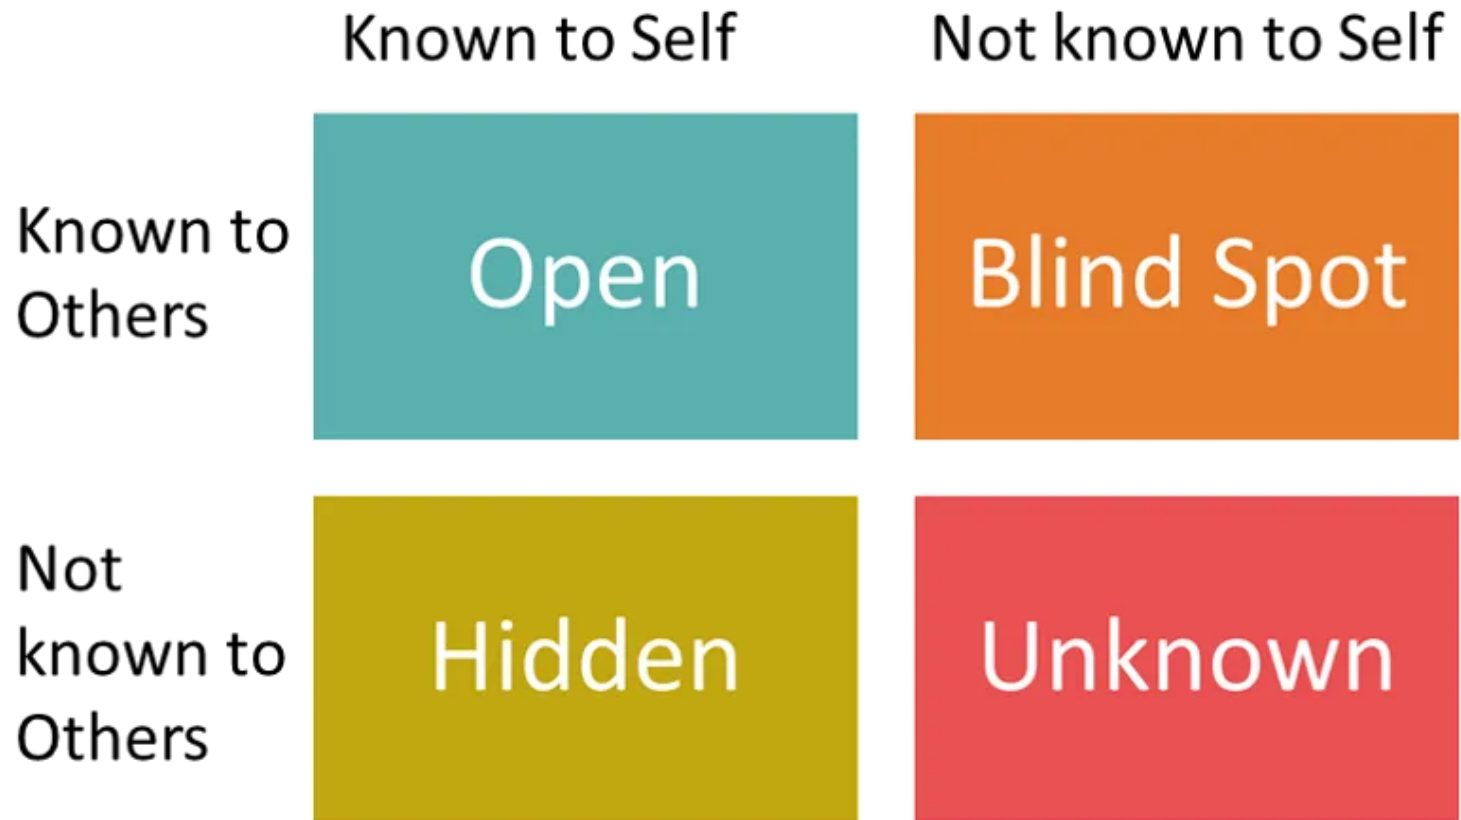 Known to Self
Not known to Self
Known to
Others
Open
Blind Spot
Not
known to
Others
Hidden
Unknown